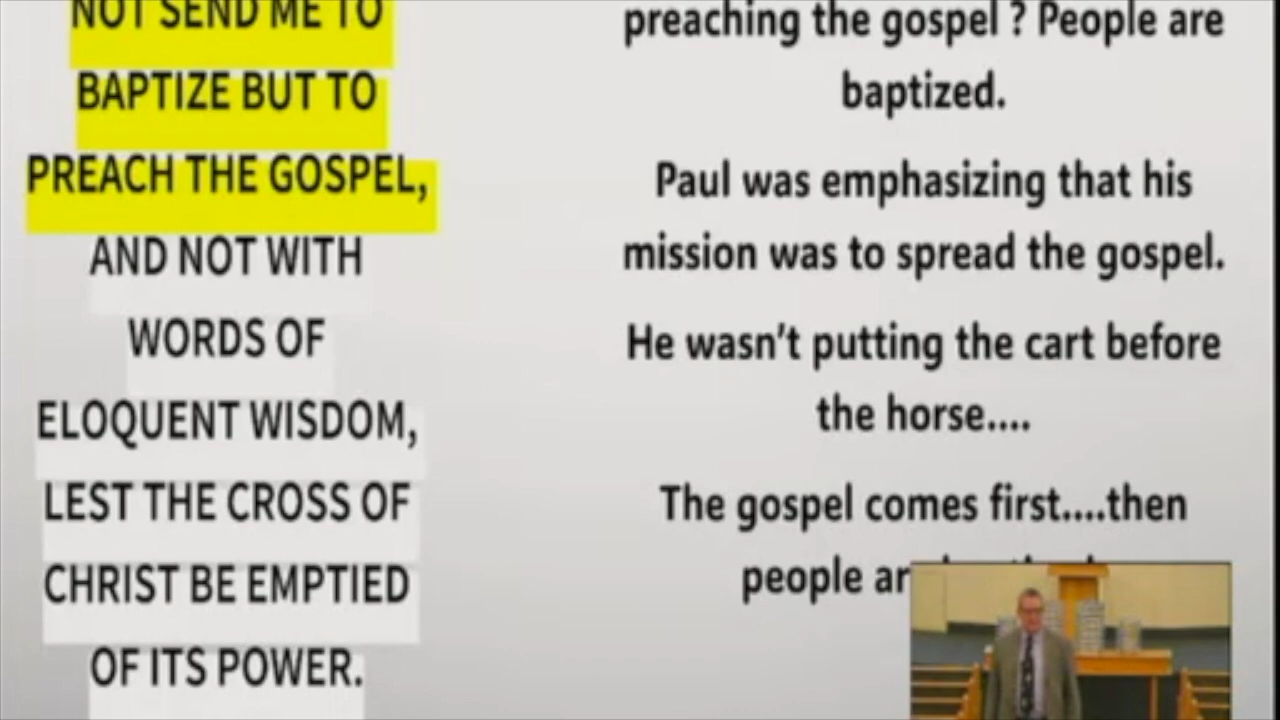 NOT SEND ME TO
BAPTIZE BUT TO
PREACH THE GOSPEL,
AND NOT WITH
WORDS OF
ELOQUENT WISDOM,
LEST THE CROSS OF
CHRIST BE EMPTIED
OF ITS POWER.
preaching the gospel ? People are
baptized.
Paul was emphasizing that his
mission was to spread the gospel.
He wasn't putting the cart before
the horse....
The gospel comes first....then
people